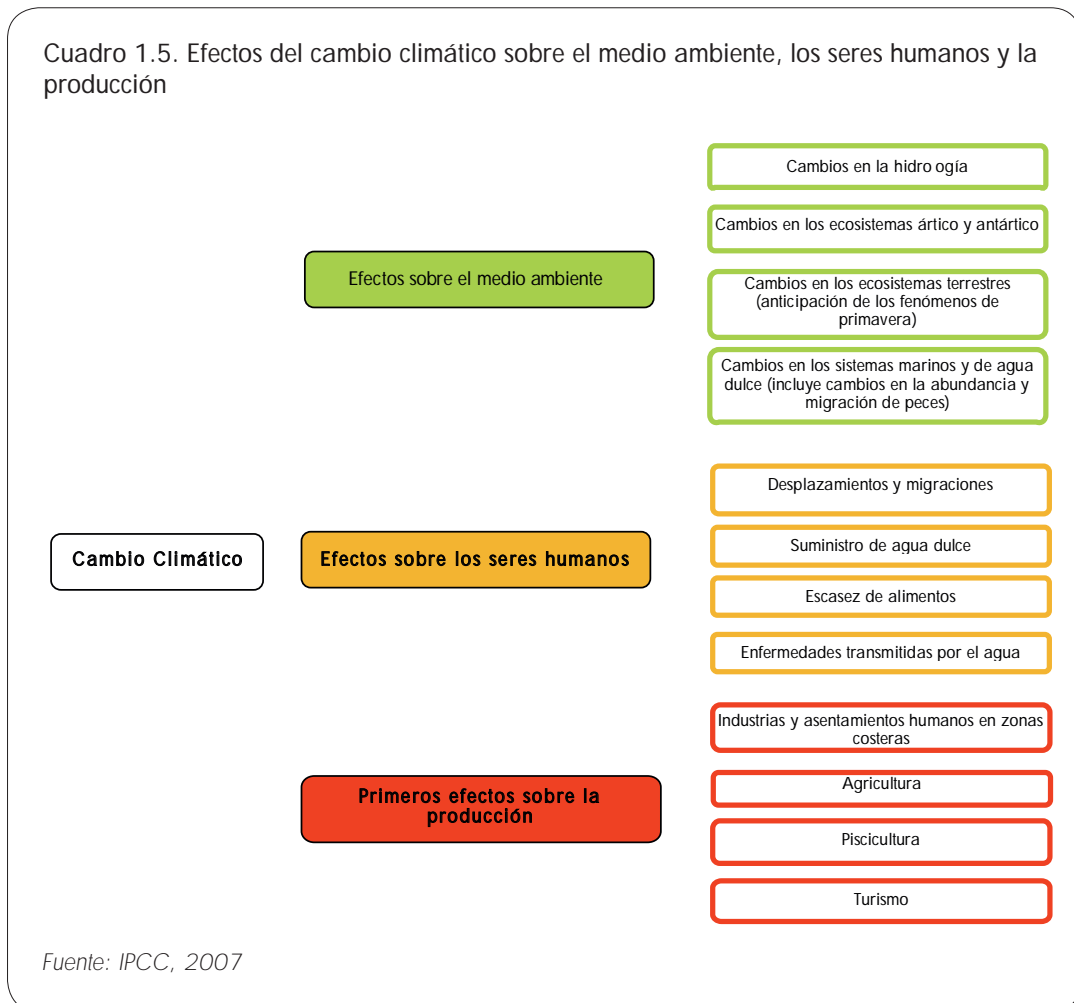 Cuadro 1.5. Efectos del cambio climático sobre el medio ambiente, los seres humanos y la
producción
Cambio Climático
Efectos sobre el medio ambiente
Cambios en la hidro ogía
Cambios en los ecosistemas ártico y antártico
Cambios en los ecosistemas terrestres
(anticipación de los fenómenos de
primavera)
Cambios en los sistemas marinos y de agua
dulce (incluye cambios en la abundancia y
migración de peces)
Efectos sobre los seres humanos
Desplazamientos y migraciones
Suministro de agua dulce
Escasez de alimentos
Enfermedades transmitidas por el agua
Primeros efectos sobre la
producción
Industrias y asentamientos humanos en zonas
costeras
Agricultura
Piscicultura
Turismo
Fuente: IPCC, 2007